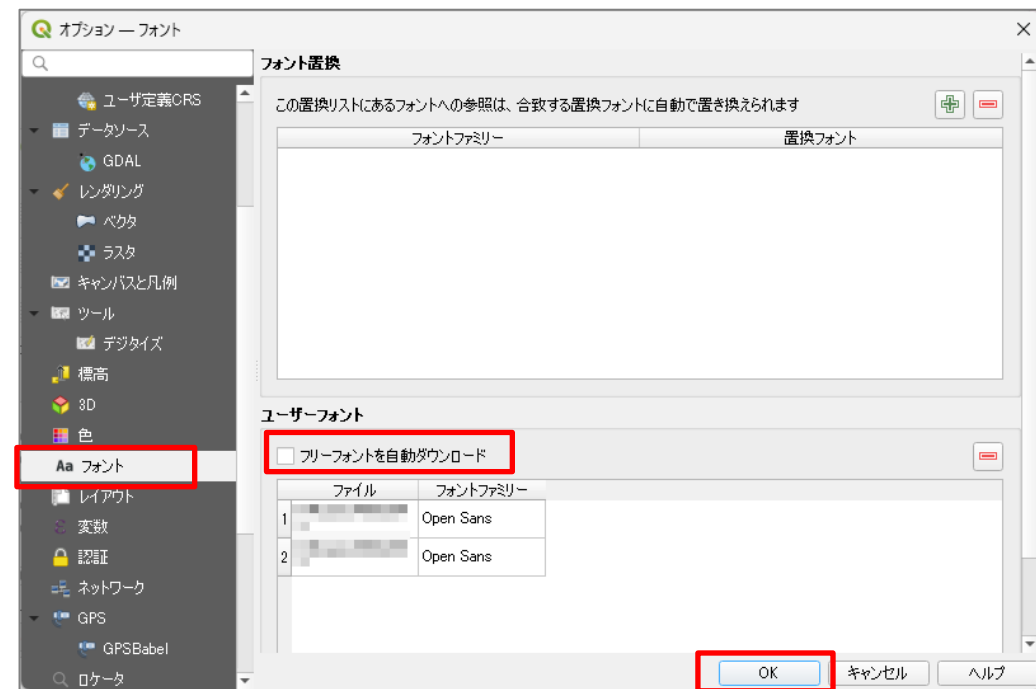 オプション — フォント
ユーザ定義CRS
データソース
GDAL
レンダリング
ベクタ
ラスタ
キャンバスと凡例
ツール
デジタイズ
標高
3D
色
Aa フォント
レイアウト
変数
認証
ネットワーク
GPS
GPSBabel
ロケータ
フォント置換
この置換リストにあるフォントへの参照は、合致する置換フォントに自動で置き換えられます
フォントファミリー 置換フォント
ユーザーフォント
フリーフォントを自動ダウンロード
ファイル フォントファミリー
1 Open Sans
2 Open Sans
OK キャンセル ヘルプ